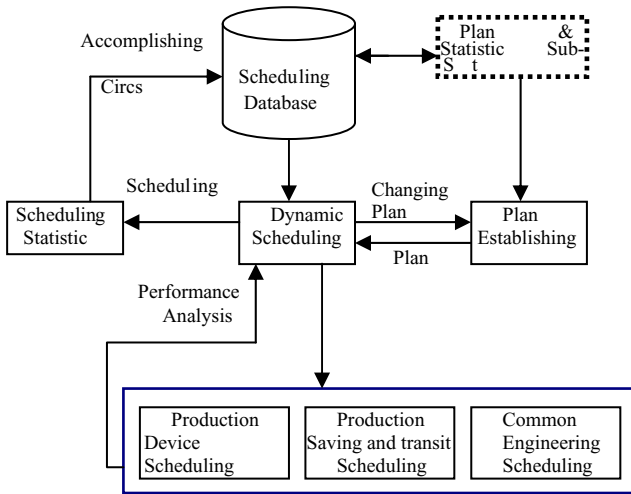 Accomplishing
Circs
Scheduling
Database
Plan &
Statistic Sub-
S t
Scheduling
Changing
Plan
Scheduling
Statistic
Dynamic
Scheduling
Plan
Establishing
Plan
Performance
Analysis
Production
Device
Scheduling
Production
Saving and transit
Scheduling
Common
Engineering
Scheduling